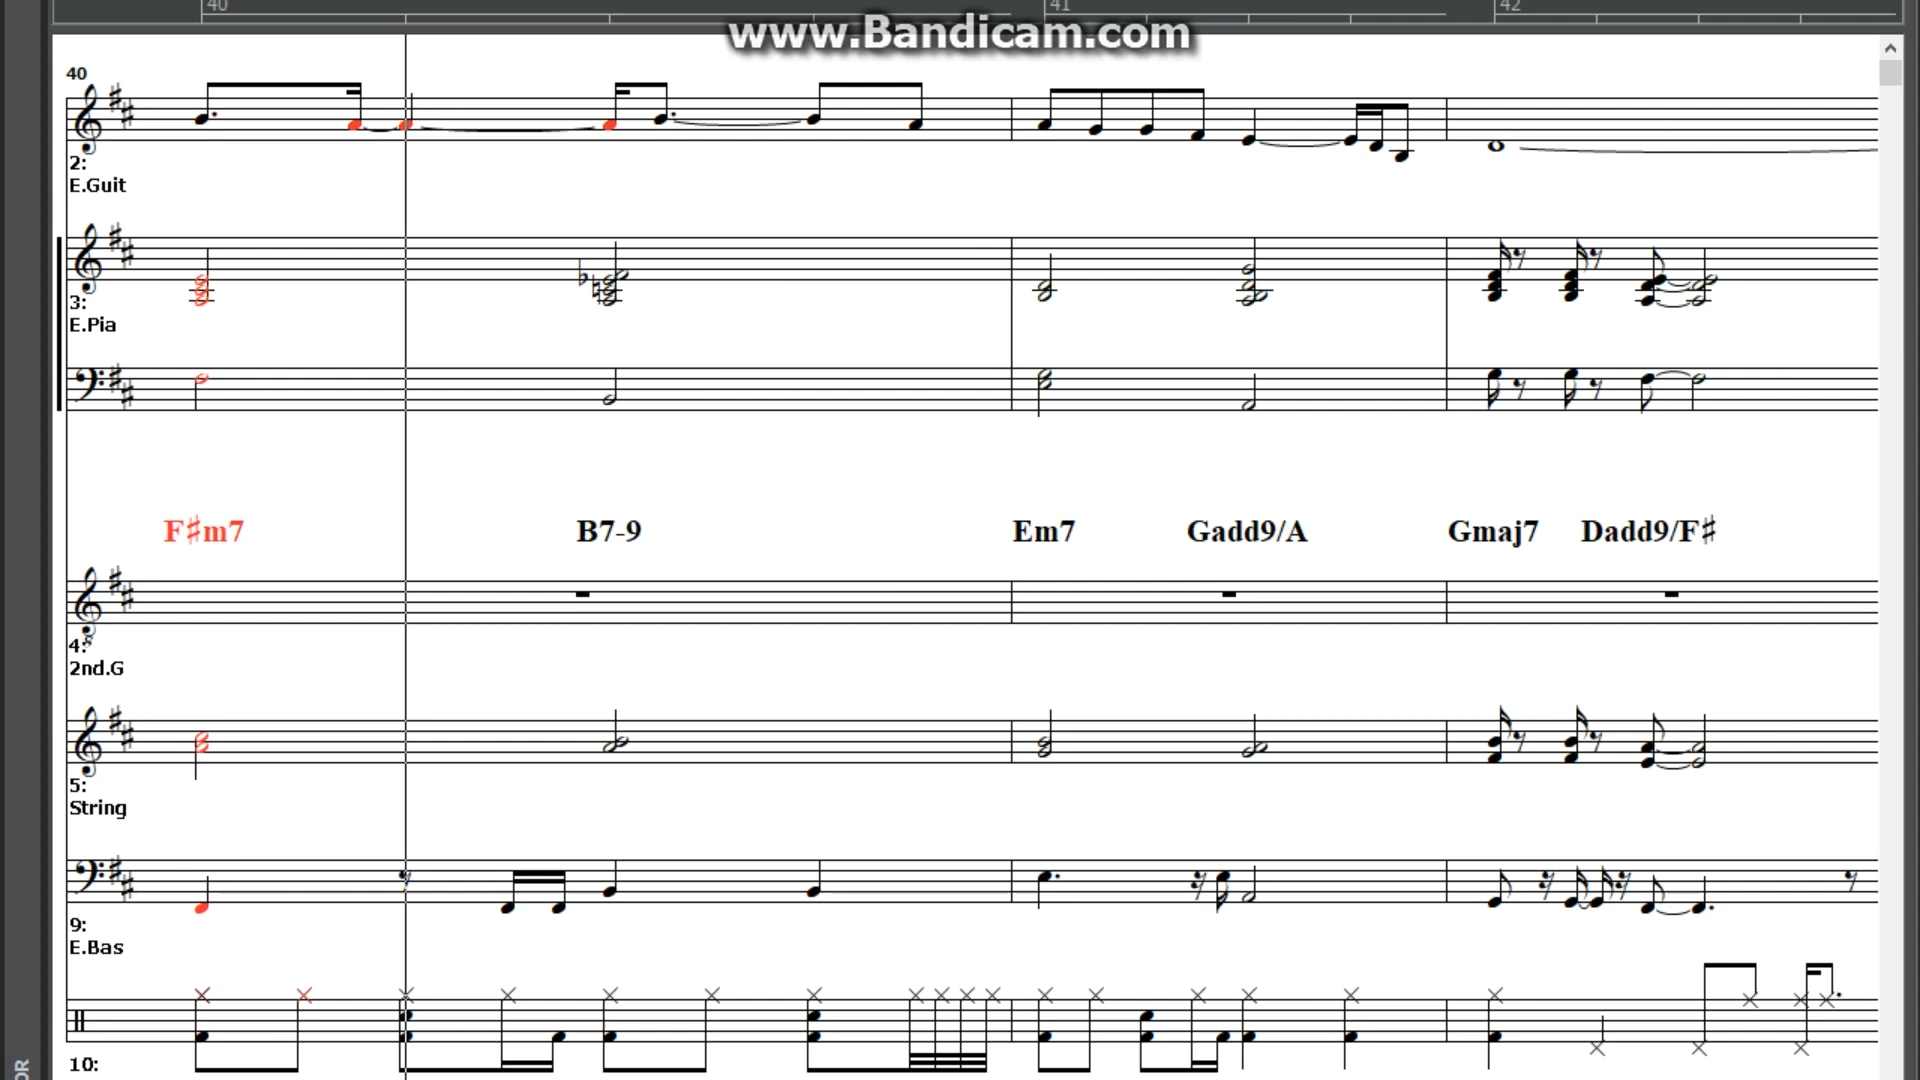 40 41 42
www.Bandicam.com
40
2:
E.Guit
3:
E.Pia
F♯m7 B7-9 Em7 Gadd9/A Gmaj7 Dadd9/F♯
4:
2nd.G
5:
String
9:
E.Bas
10:
OR